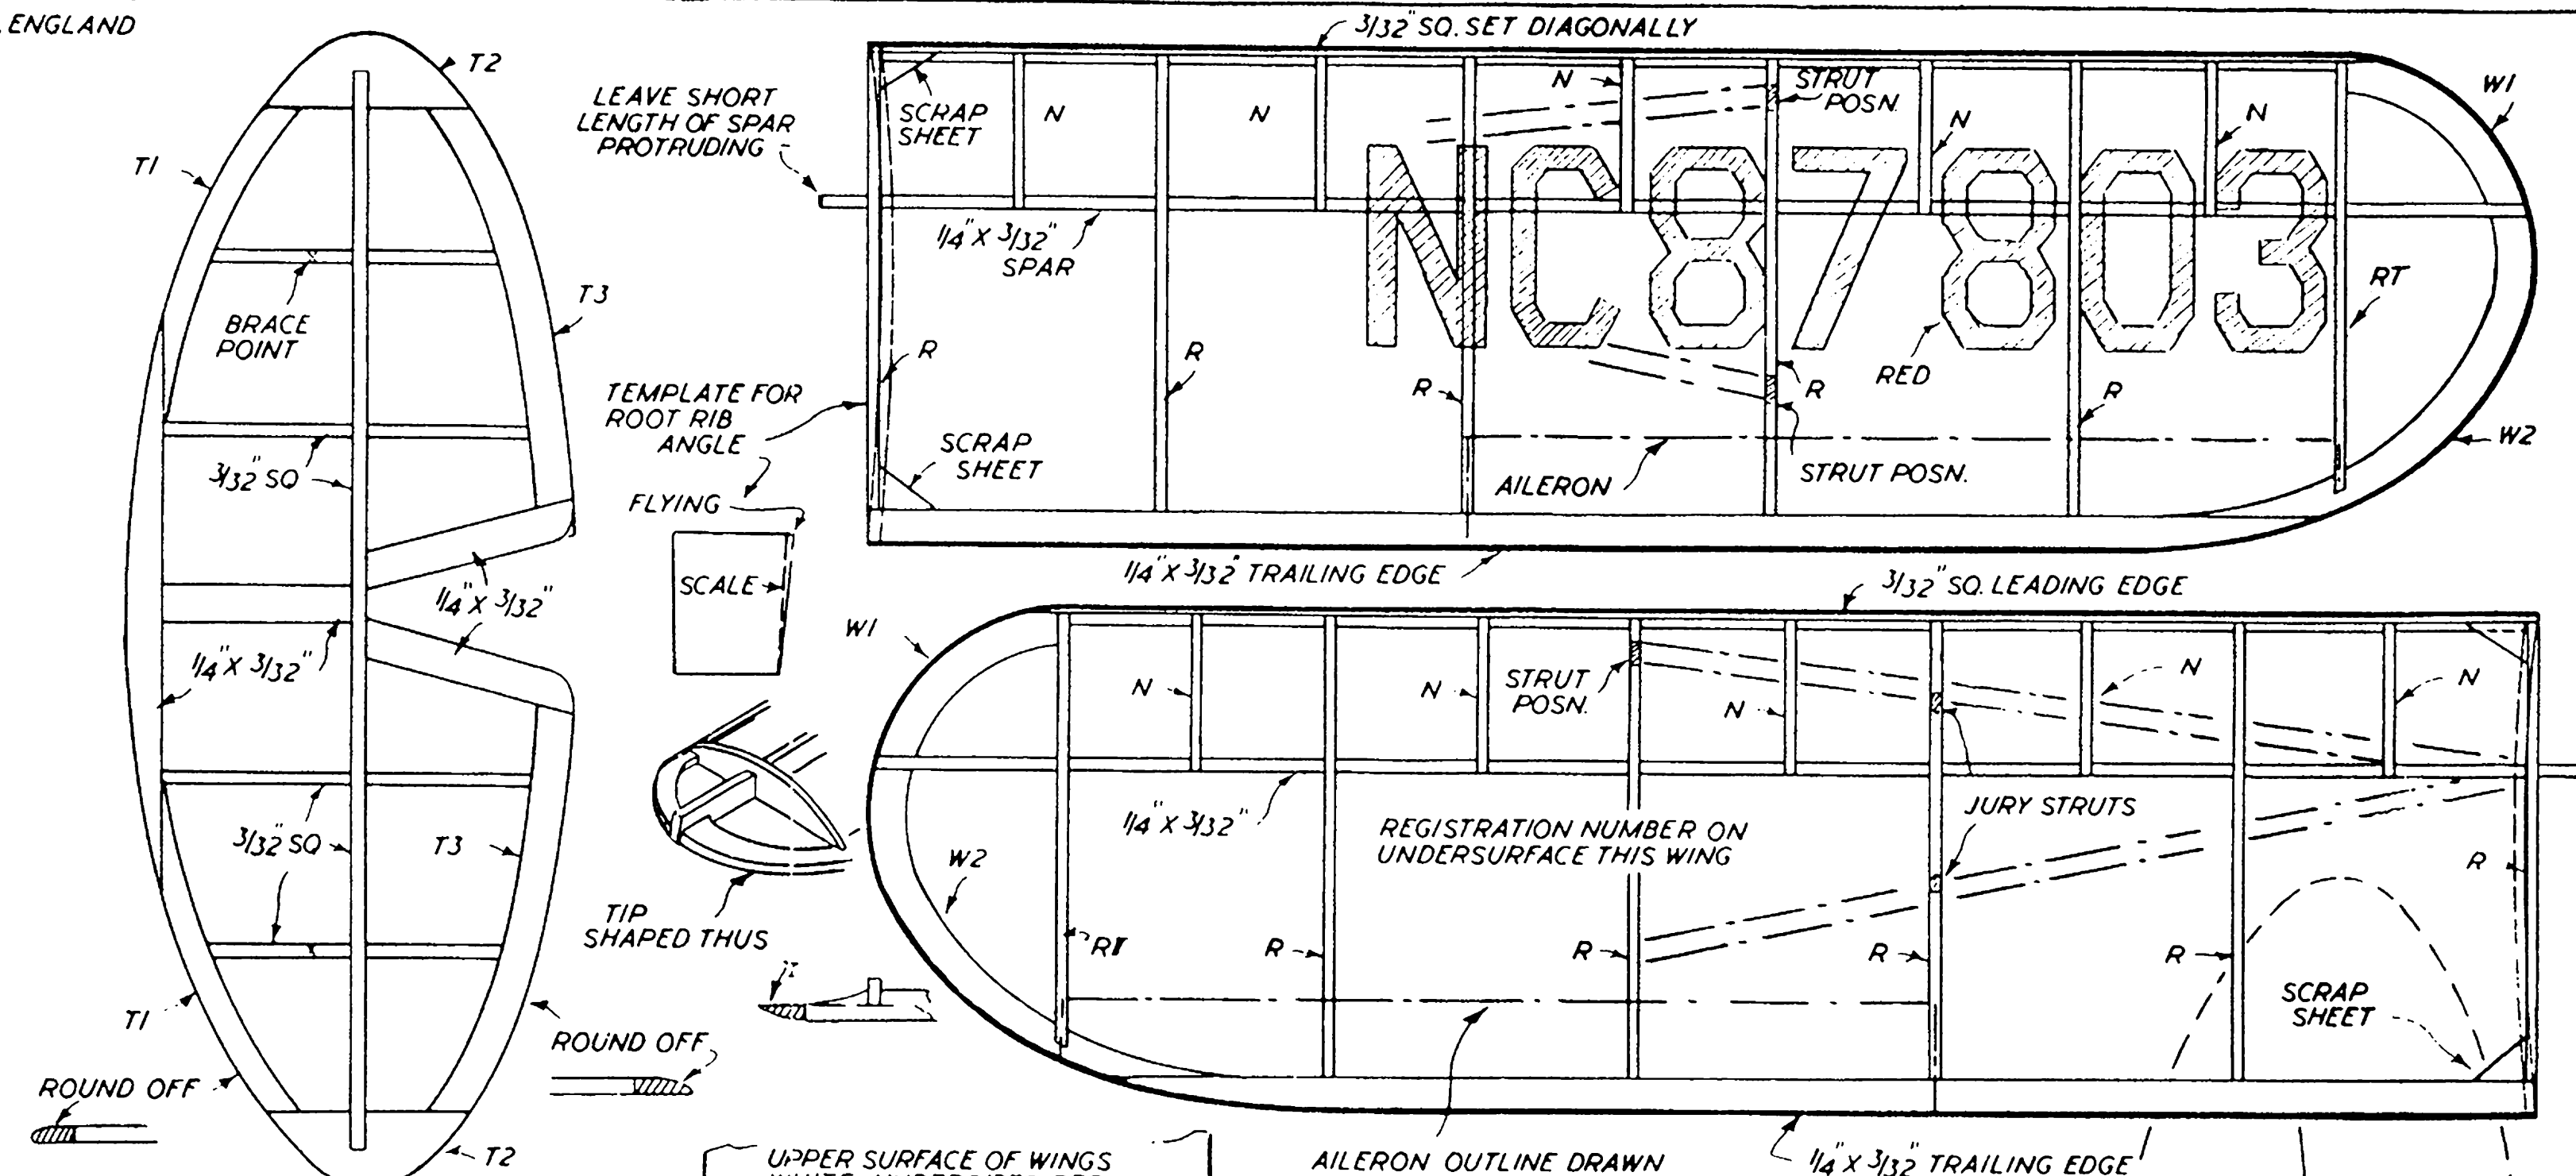 ENGLAND
T2
T1
T3
BRACE
POINT
3/32" SQ
1/4" X 3/32"
1/4" X 3/32"
3/32" SQ
T3
T1
ROUND OFF
ROUND OFF
T2
3/32" SQ. SET DIAGONALLY
LEAVE SHORT
LENGTH OF SPAR
PROTRUDING
SCRAP
SHEET
N
N
N
STRUT
POSN.
N
N
W1
1/4" X 3/32"
SPAR
NC87803
RT
R
R
R
R
RED
R
W2
TEMPLATE FOR
ROOT RIB
ANGLE
SCRAP
SHEET
AILERON
STRUT POSN.
FLYING
SCALE
1/4" X 3/32" TRAILING EDGE
3/32" SQ. LEADING EDGE
W1
N
N
STRUT
POSN.
N
N
N
1/4" X 3/32"
JURY STRUTS
REGISTRATION NUMBER ON
UNDERSURFACE THIS WING
W2
R
TIP
SHAPED THUS
RT
R
R
R
R
SCRAP
SHEET
UPPER SURFACE OF WINGS
AILERON OUTLINE DRAWN
1/4" X 3/32" TRAILING EDGE